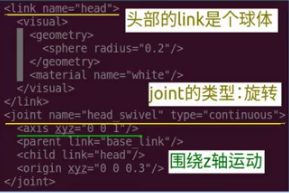 <link name="head">
头部的link是个球体
<visual>
<geometry>
<sphere radius="0.2"/>
</geometry>
<material name="white"/>
</visual>
</link>
joint的类型:旋转
<joint name="head_swivel" type="continuous">
<axis xyz="0 0 1"/>
<parent link="base_link"/>
围绕z轴运动
<child link="head"/>
<origin xyz="0 0 0.3"/>
</joint>